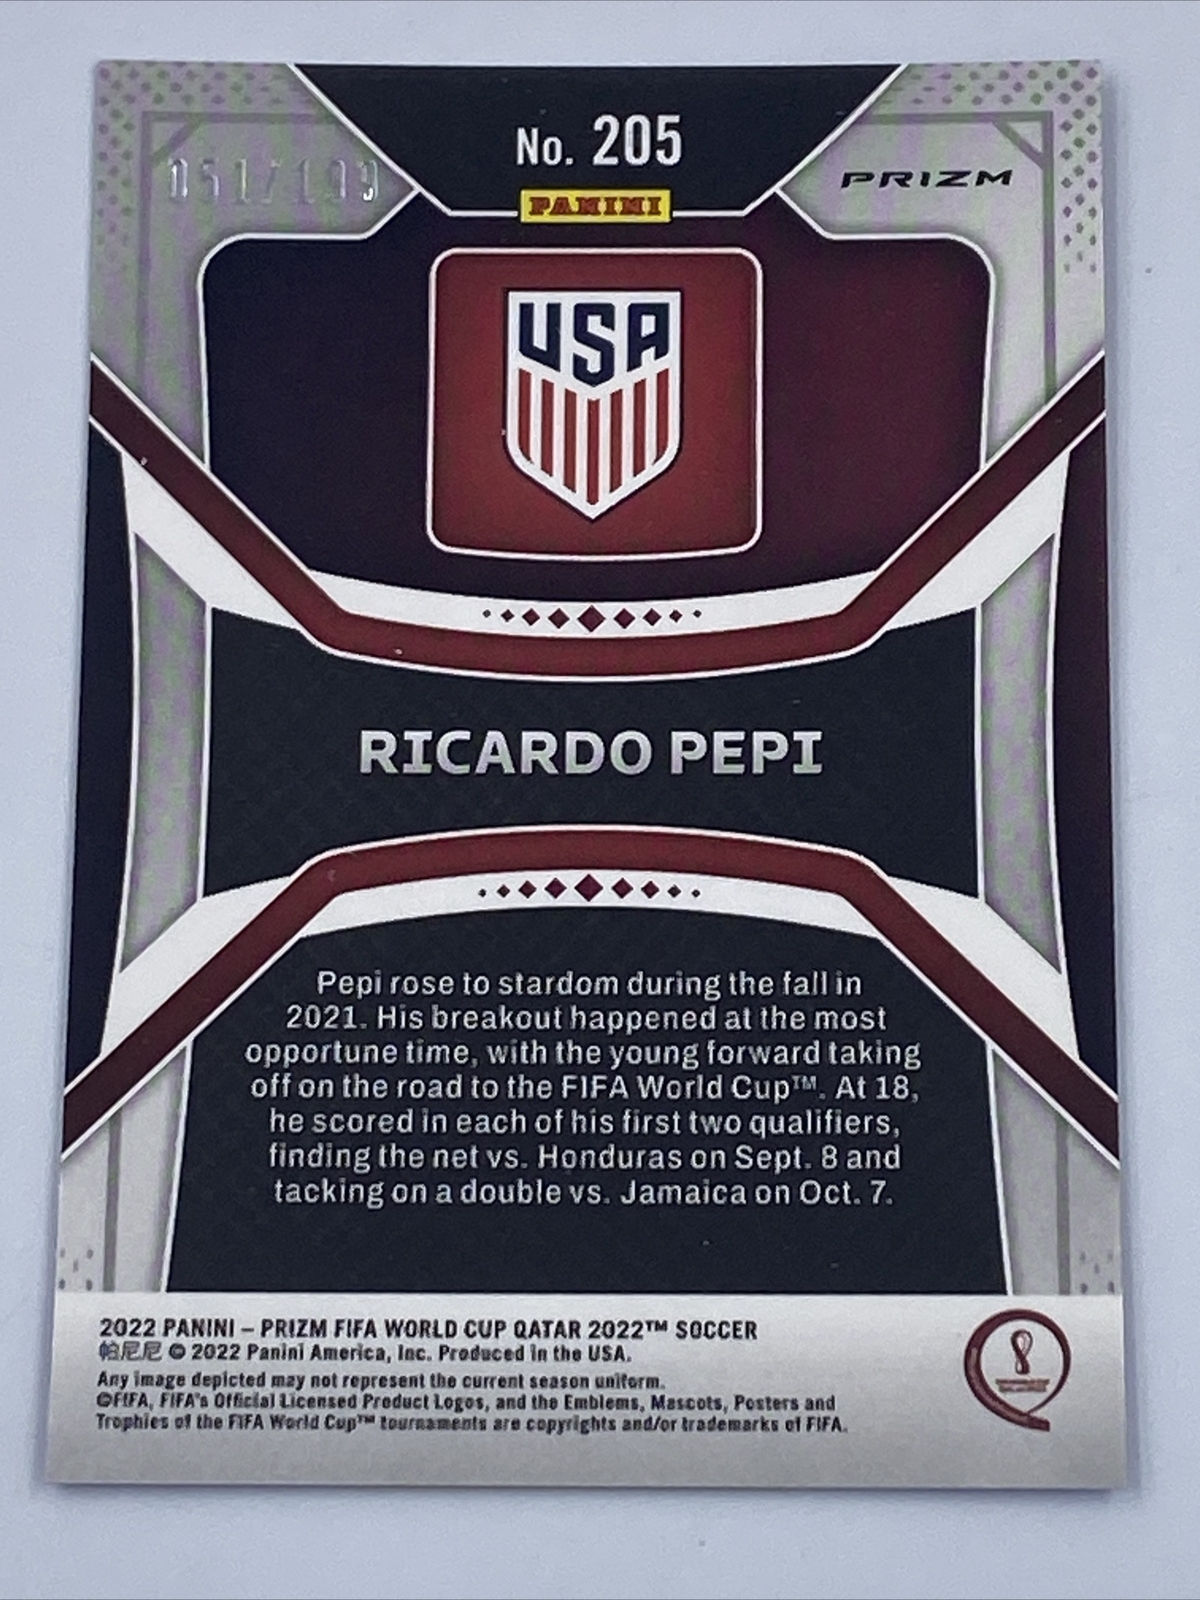 No. 205
051/199
PRIZM
PANINI
USA
RICARDO PEPI
Pepi rose to stardom during the fall in
2021. His breakout happened at the most
opportune time, with the young forward taking
off on the road to the FIFA World Cup™. At 18,
he scored in each of his first two qualifiers,
finding the net vs. Honduras on Sept. 8 and
tacking on a double vs. Jamaica on Oct. 7.
2022 PANINI – PRIZM FIFA WORLD CUP QATAR 2022™ SOCCER
帕尼尼 © 2022 Panini America, Inc. Produced in the USA.
Any image depicted may not represent the current season uniform.
©FIFA, FIFA's Official Licensed Product Logos, and the Emblems, Mascots, Posters and
Trophies of the FIFA World Cup™ tournaments are copyrights and/or trademarks of FIFA.